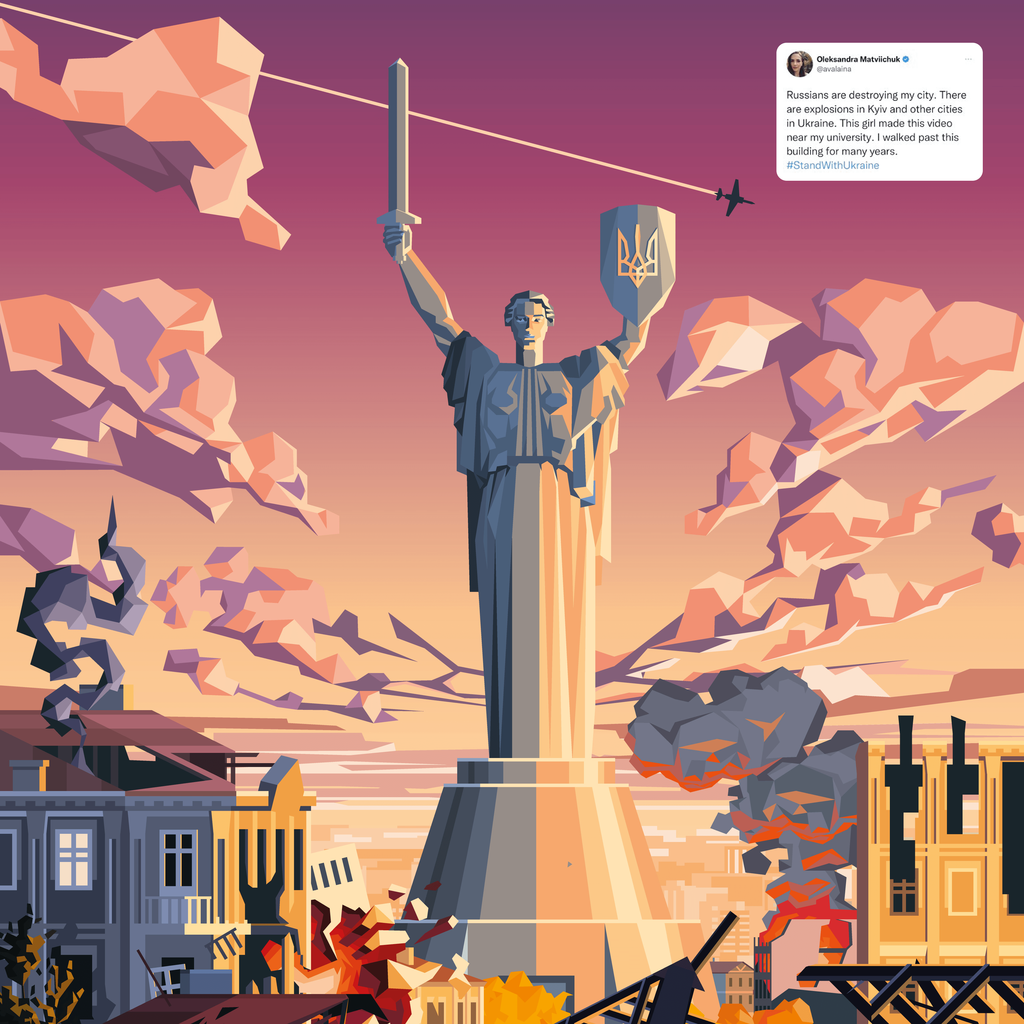 Oleksandra Matviichuk
@avalaina
Russians are destroying my city. There
are explosions in Kyiv and other cities
in Ukraine. This girl made this video
near my university. I walked past this
building for many years.
#StandWithUkraine